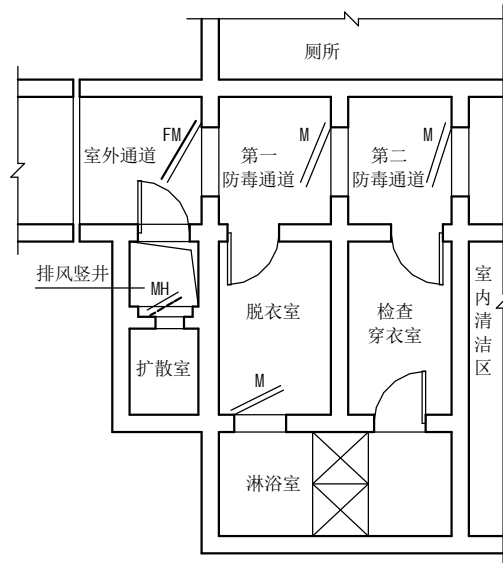 厕所
FM
M
M
室外通道
第一
防毒通道
第二
防毒通道
排风竖井
MH
脱衣室
检查
穿衣室
室内清洁区
扩散室
M
淋浴室